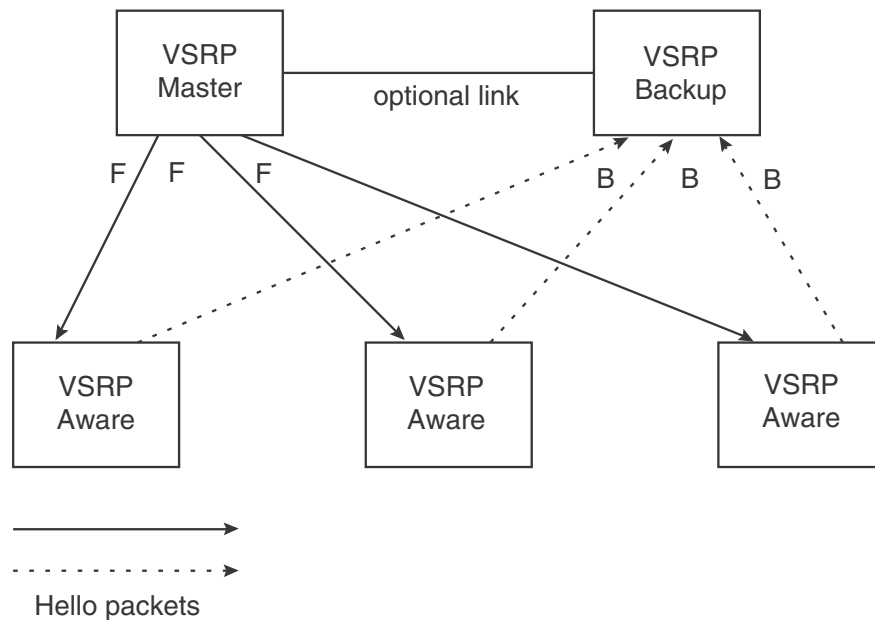 VSRP
Master
optional link
VSRP
Backup
F
F
F
B
B
B
VSRP
Aware
VSRP
Aware
VSRP
Aware
Hello packets